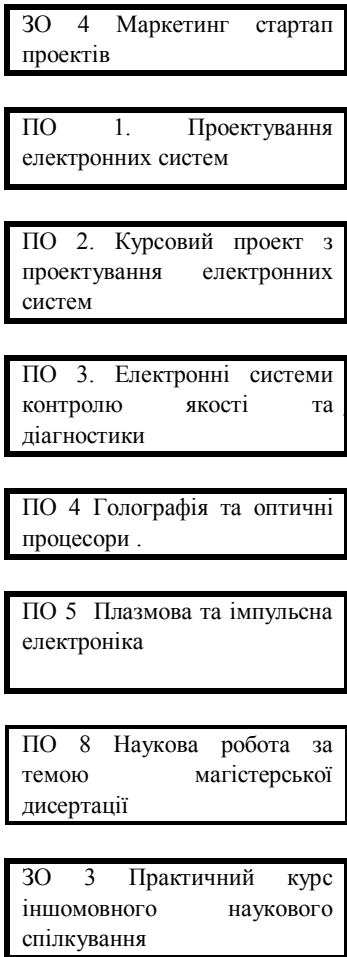 ЗО 4 Маркетинг стартап
проектів
ПО 1. Проектування
електронних систем
ПО 2. Курсовий проект з
проектування електронних
систем
ПО 3. Електронні системи
контролю якості та
діагностики
ПО 4 Голографія та оптичні
процесори .
ПО 5 Плазмова та імпульсна
електроніка
ПО 8 Наукова робота за
темою магістерської
дисертації
ЗО 3 Практичний курс
іншомовного наукового
спілкування